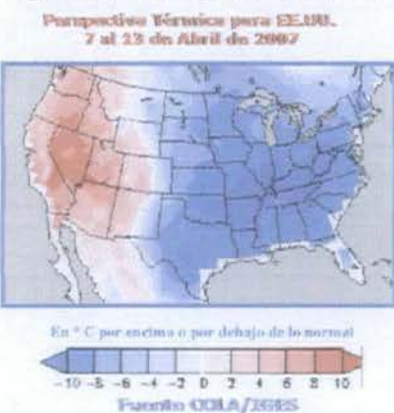 Perspectiva Térmica para EE.UU.
7 al 13 de Abril de 2007
En ° C por encima o por debajo de lo normal
-10 -8 -6 -4 -2 0 2 4 6 8 10
Fuente COLA/IGES